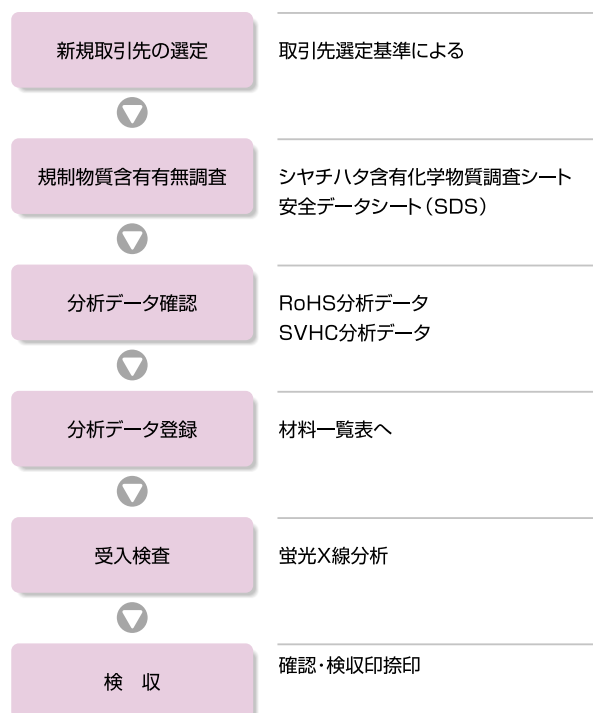 新規取引先の選定
取引先選定基準による
規制物質含有有無調査
シヤチハタ含有化学物質調査シート
安全データシート(SDS)
分析データ確認
RoHS分析データ
SVHC分析データ
分析データ登録
材料一覧表へ
受入検査
蛍光X線分析
検　収
確認・検収印捺印